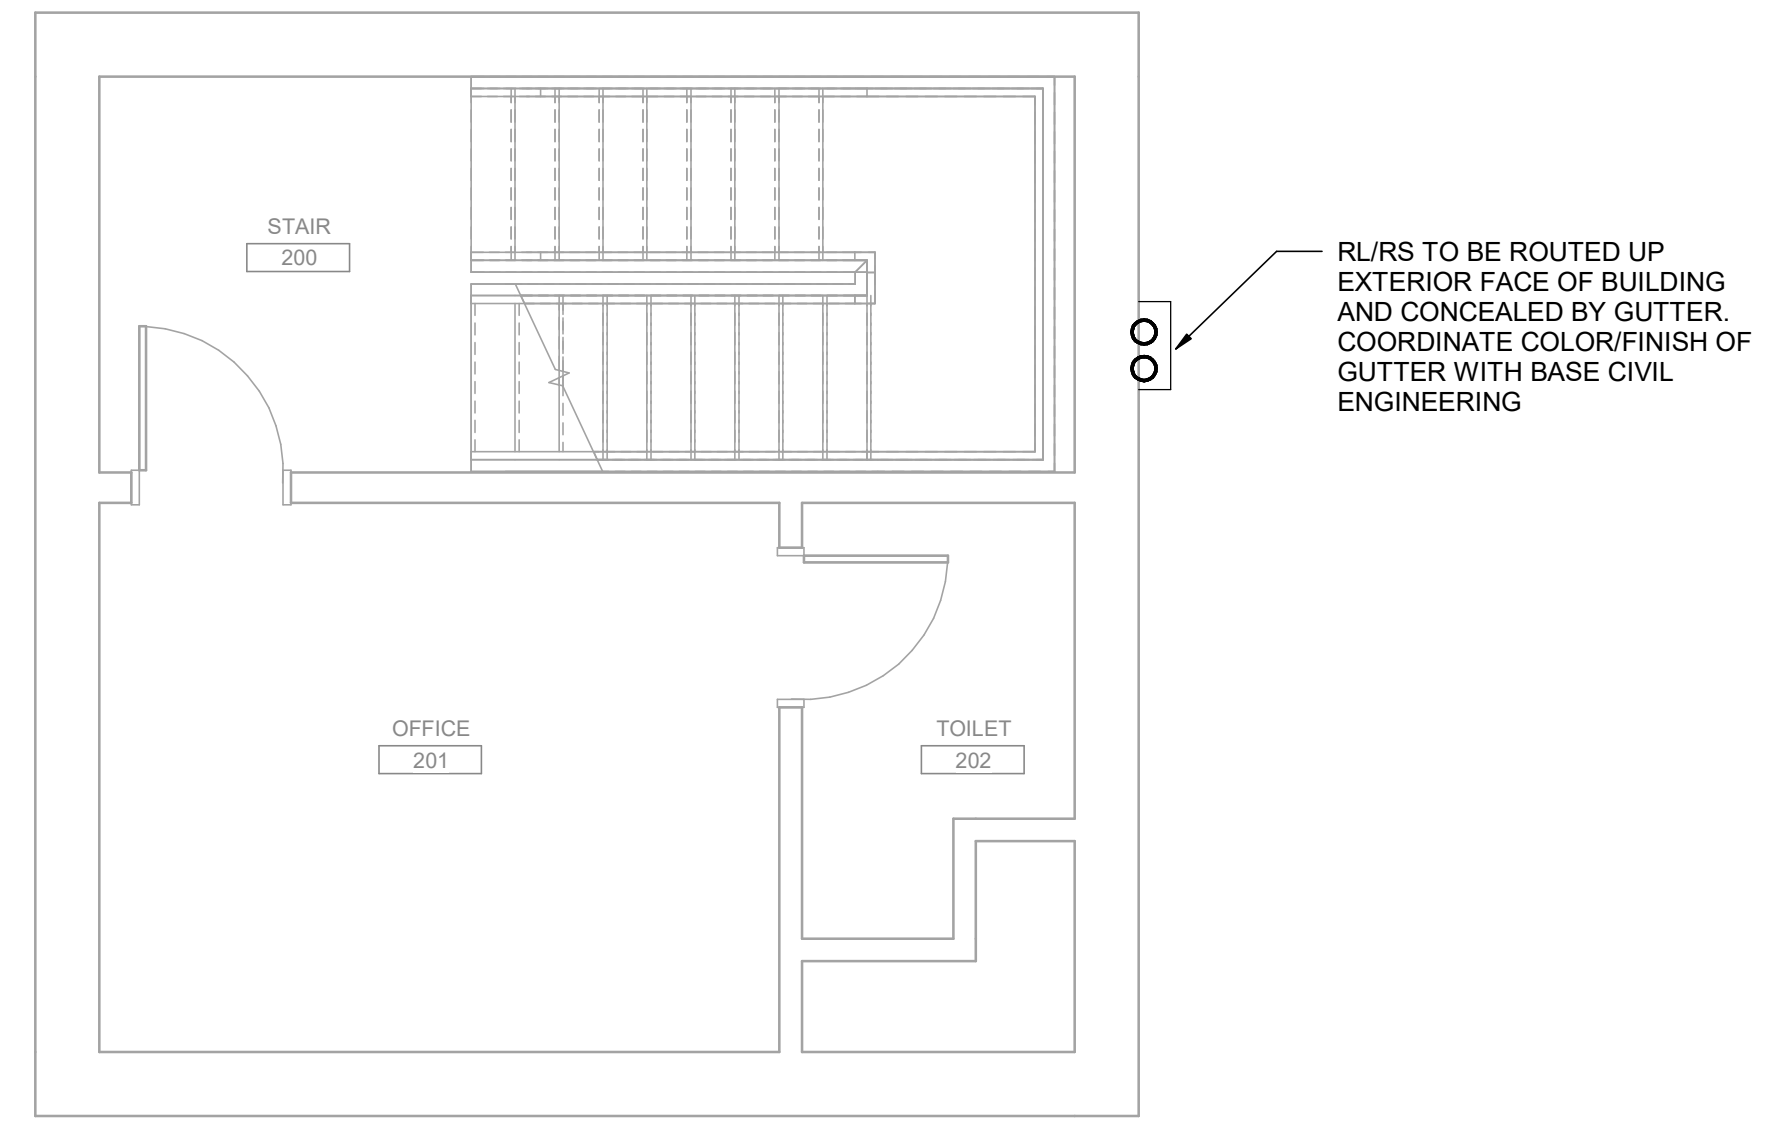 STAIR
200
RL/RS TO BE ROUTED UP
EXTERIOR FACE OF BUILDING
AND CONCEALED BY GUTTER.
COORDINATE COLOR/FINISH OF
GUTTER WITH BASE CIVIL
ENGINEERING
OFFICE
201
TOILET
202